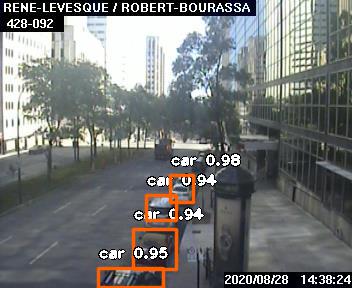 RENE-LEVESQUE / ROBERT-BOURASSA
428-092
car 0.98
car 0.94
car 0.94
car 0.95
2020/08/28 14:38:24